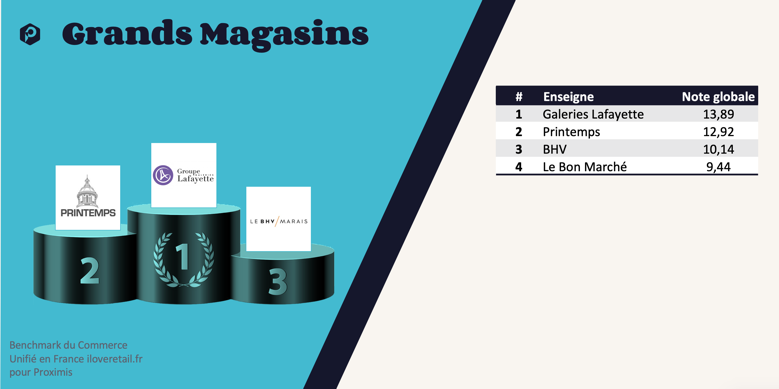 Grands Magasins
# Enseigne Note globale
1 Galeries Lafayette 13,89
2 Printemps 12,92
3 BHV 10,14
4 Le Bon Marché 9,44
Groupe
Lafayette
PRINTEMPS
LE BHV/MARAIS
2
1
3
Benchmark du Commerce
Unifié en France iloveretail.fr
pour Proximis